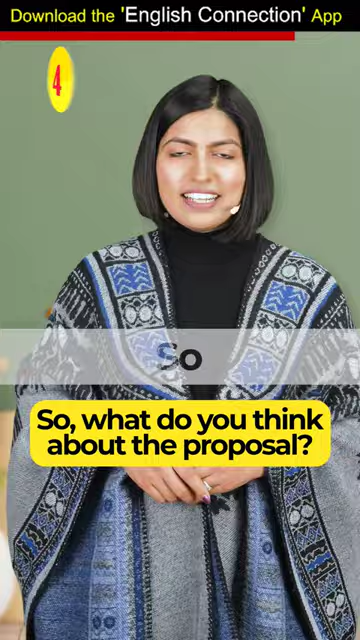 Download the 'English Connection' App
4
So
So, what do you think
about the proposal?